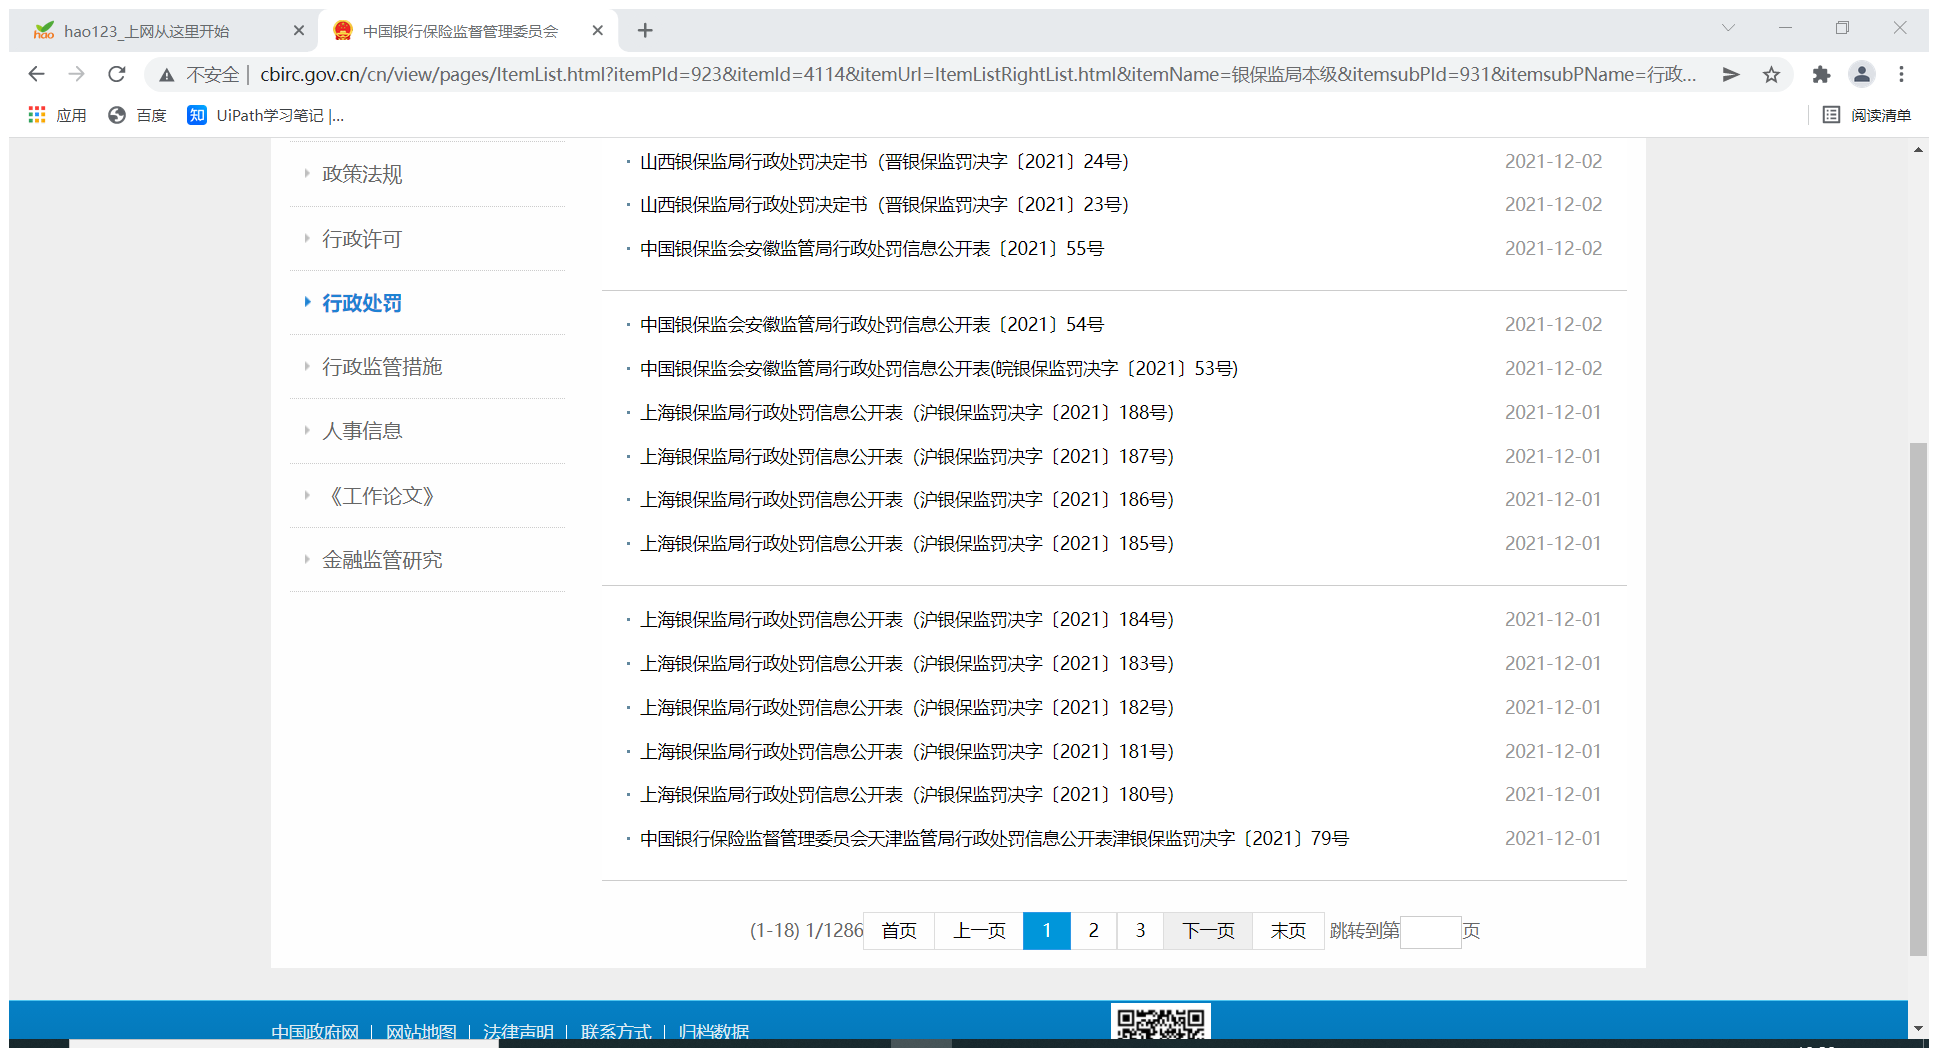 hao123_上网从这里开始
中国银行保险监督管理委员会
不安全 | cbirc.gov.cn/cn/view/pages/ItemList.html?itemPId=923&itemId=4114&itemUrl=ItemListRightList.html&itemName=银保监局本级&itemsubPId=931&itemsubPName=行政...
应用 百度 知 UiPath学习笔记 |... 阅读清单
政策法规
行政许可
行政处罚
行政监管措施
人事信息
《工作论文》
金融监管研究
· 山西银保监局行政处罚决定书（晋银保监罚决字〔2021〕24号） 2021-12-02
· 山西银保监局行政处罚决定书（晋银保监罚决字〔2021〕23号） 2021-12-02
· 中国银保监会安徽监管局行政处罚信息公开表〔2021〕55号 2021-12-02
· 中国银保监会安徽监管局行政处罚信息公开表〔2021〕54号 2021-12-02
· 中国银保监会安徽监管局行政处罚信息公开表(皖银保监罚决字〔2021〕53号) 2021-12-02
· 上海银保监局行政处罚信息公开表（沪银保监罚决字〔2021〕188号） 2021-12-01
· 上海银保监局行政处罚信息公开表（沪银保监罚决字〔2021〕187号） 2021-12-01
· 上海银保监局行政处罚信息公开表（沪银保监罚决字〔2021〕186号） 2021-12-01
· 上海银保监局行政处罚信息公开表（沪银保监罚决字〔2021〕185号） 2021-12-01
· 上海银保监局行政处罚信息公开表（沪银保监罚决字〔2021〕184号） 2021-12-01
· 上海银保监局行政处罚信息公开表（沪银保监罚决字〔2021〕183号） 2021-12-01
· 上海银保监局行政处罚信息公开表（沪银保监罚决字〔2021〕182号） 2021-12-01
· 上海银保监局行政处罚信息公开表（沪银保监罚决字〔2021〕181号） 2021-12-01
· 上海银保监局行政处罚信息公开表（沪银保监罚决字〔2021〕180号） 2021-12-01
· 中国银行保险监督管理委员会天津监管局行政处罚信息公开表津银保监罚决字〔2021〕79号 2021-12-01
(1-18) 1/1286 首页 上一页 1 2 3 下一页 末页 跳转到第 页
中国政府网 | 网站地图 | 法律声明 | 联系方式 | 归档数据